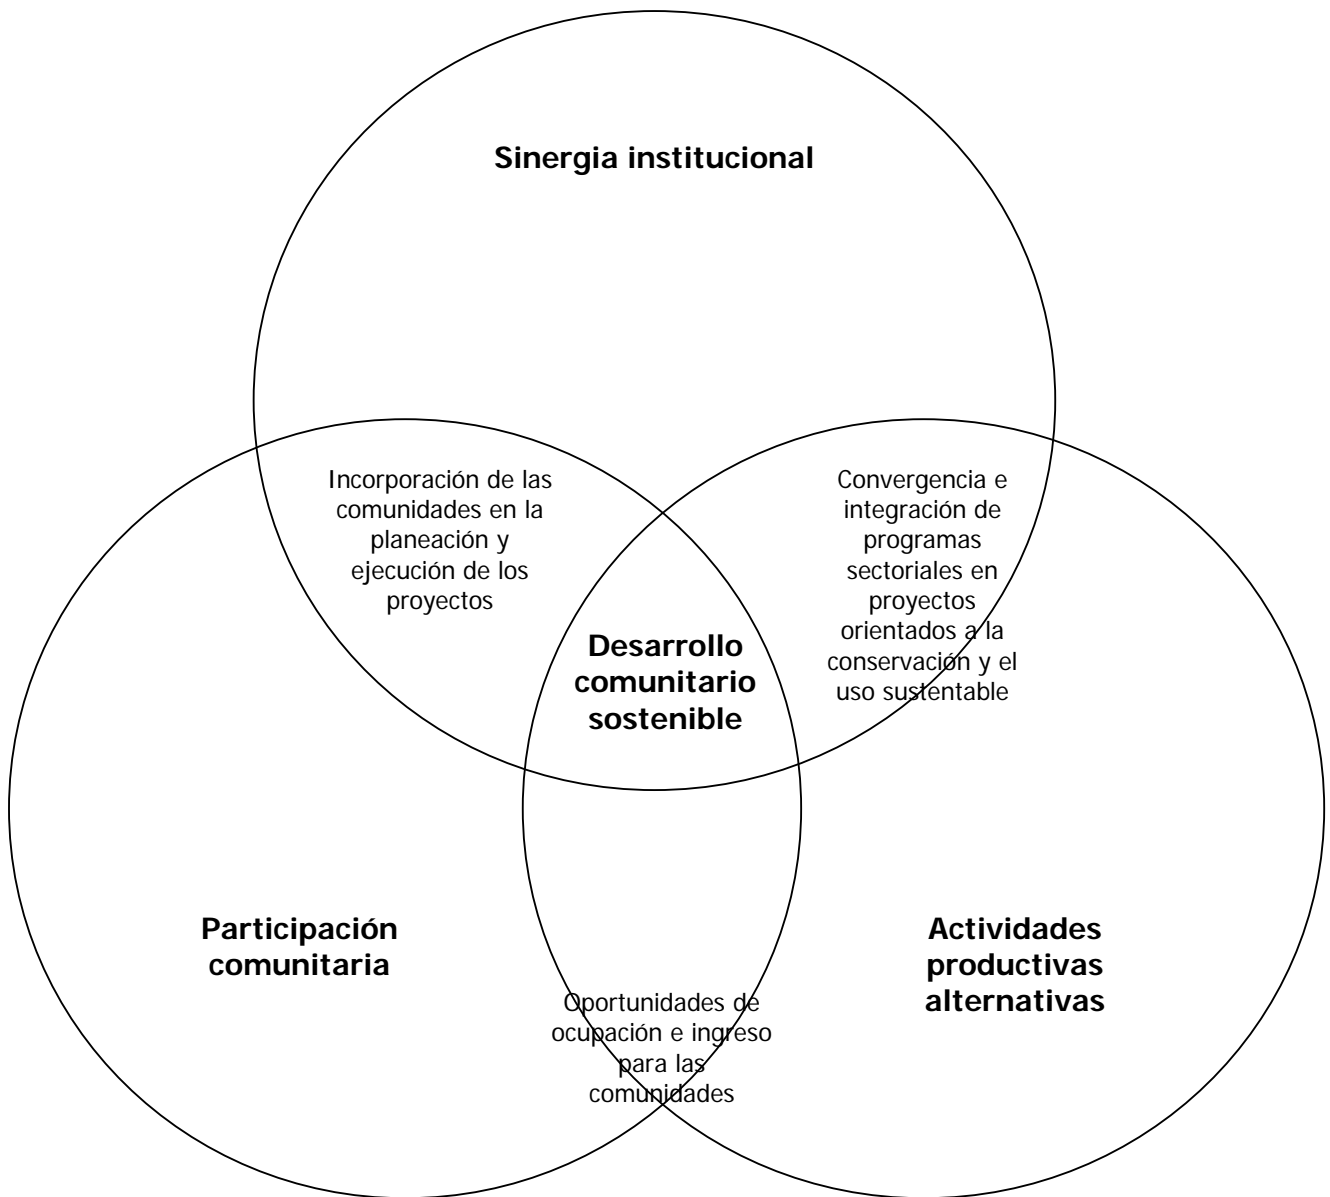 Sinergia institucional
Incorporación de las
comunidades en la
planeación y
ejecución de los
proyectos
Convergencia e
integración de
programas
sectoriales en
proyectos
orientados a la
conservación y el
uso sustentable
Desarrollo
comunitario
sostenible
Participación
comunitaria
Actividades
productivas
alternativas
Oportunidades de
ocupación e ingreso
para las
comunidades